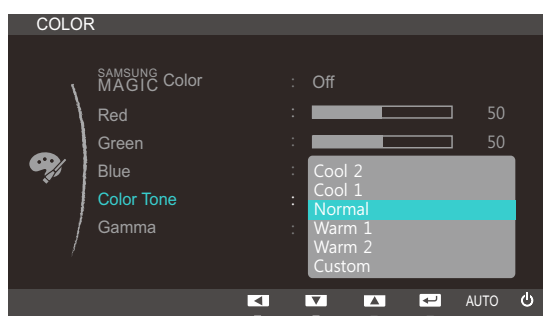 COLOR
SAMSUNG
MAGIC Color : Off
Red : 50
Green : 50
Blue :
Color Tone :
Gamma :
Cool 2
Cool 1
Normal
Warm 1
Warm 2
Custom
AUTO